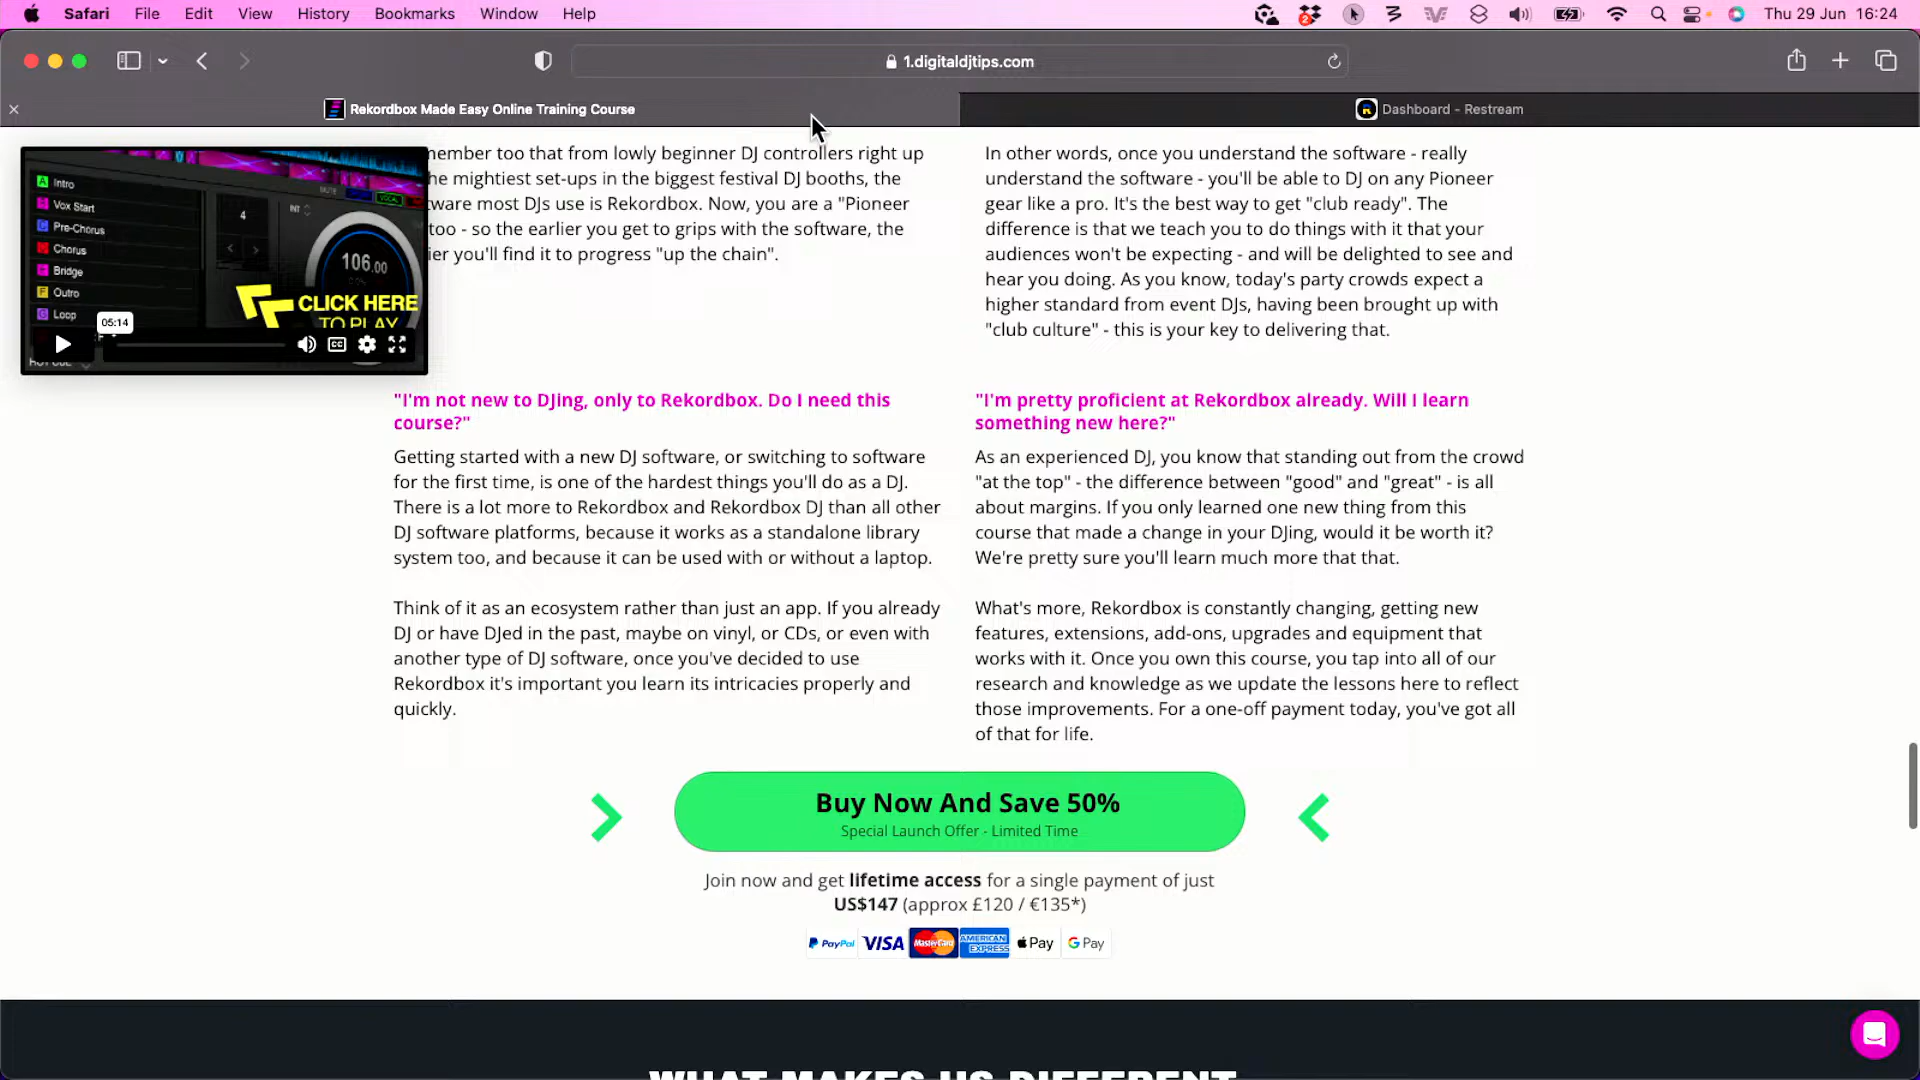 Safari File Edit View History Bookmarks Window Help
2
Thu 29 Jun 16:24
1.digitaldjtips.com
Rekordbox Made Easy Online Training Course
Dashboard - Restream
A Intro
Vox Start
Pre-Chorus
Chorus
Bridge
F Outro
Loop
4
INT
MUTE
VOCAL
106.00
CLICK HERE
TO PLAY
05:14
CC
HOT CUE
member too that from lowly beginner DJ controllers right up
he mightiest set-ups in the biggest festival DJ booths, the
ware most DJs use is Rekordbox. Now, you are a "Pioneer
too - so the earlier you get to grips with the software, the
ier you'll find it to progress "up the chain".
In other words, once you understand the software - really
understand the software - you'll be able to DJ on any Pioneer
gear like a pro. It's the best way to get "club ready". The
difference is that we teach you to do things with it that your
audiences won't be expecting - and will be delighted to see and
hear you doing. As you know, today's party crowds expect a
higher standard from event DJs, having been brought up with
"club culture" - this is your key to delivering that.
"I'm not new to DJing, only to Rekordbox. Do I need this
course?"
Getting started with a new DJ software, or switching to software
for the first time, is one of the hardest things you'll do as a DJ.
There is a lot more to Rekordbox and Rekordbox DJ than all other
DJ software platforms, because it works as a standalone library
system too, and because it can be used with or without a laptop.
Think of it as an ecosystem rather than just an app. If you already
DJ or have DJed in the past, maybe on vinyl, or CDs, or even with
another type of DJ software, once you've decided to use
Rekordbox it's important you learn its intricacies properly and
quickly.
"I'm pretty proficient at Rekordbox already. Will I learn
something new here?"
As an experienced DJ, you know that standing out from the crowd
"at the top" - the difference between "good" and "great" - is all
about margins. If you only learned one new thing from this
course that made a change in your DJing, would it be worth it?
We're pretty sure you'll learn much more that that.
What's more, Rekordbox is constantly changing, getting new
features, extensions, add-ons, upgrades and equipment that
works with it. Once you own this course, you tap into all of our
research and knowledge as we update the lessons here to reflect
those improvements. For a one-off payment today, you've got all
of that for life.
Buy Now And Save 50%
Special Launch Offer - Limited Time
Join now and get lifetime access for a single payment of just
US$147 (approx £120 / €135*)
PayPal VISA MasterCard AMERICAN EXPRESS Pay G Pay
WHAT MAKES US DIFFERENT